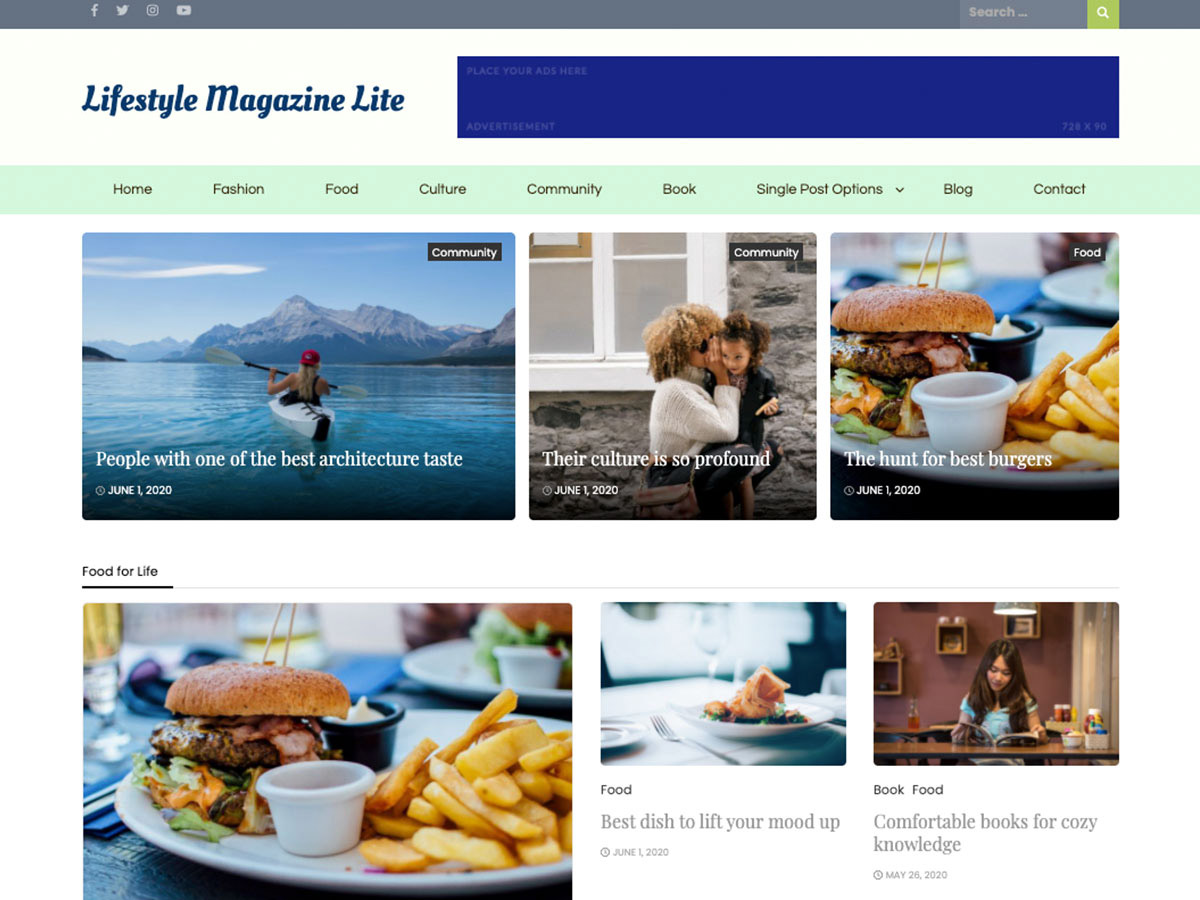 Search ...
Lifestyle Magazine Lite
PLACE YOUR ADS HERE
ADVERTISEMENT
728 X 90
Home
Fashion
Food
Culture
Community
Book
Single Post Options
Blog
Contact
Community
People with one of the best architecture taste
JUNE 1, 2020
Community
Their culture is so profound
JUNE 1, 2020
Food
The hunt for best burgers
JUNE 1, 2020
Food for Life
Food
Best dish to lift your mood up
JUNE 1, 2020
Book Food
Comfortable books for cozy
knowledge
MAY 26, 2020